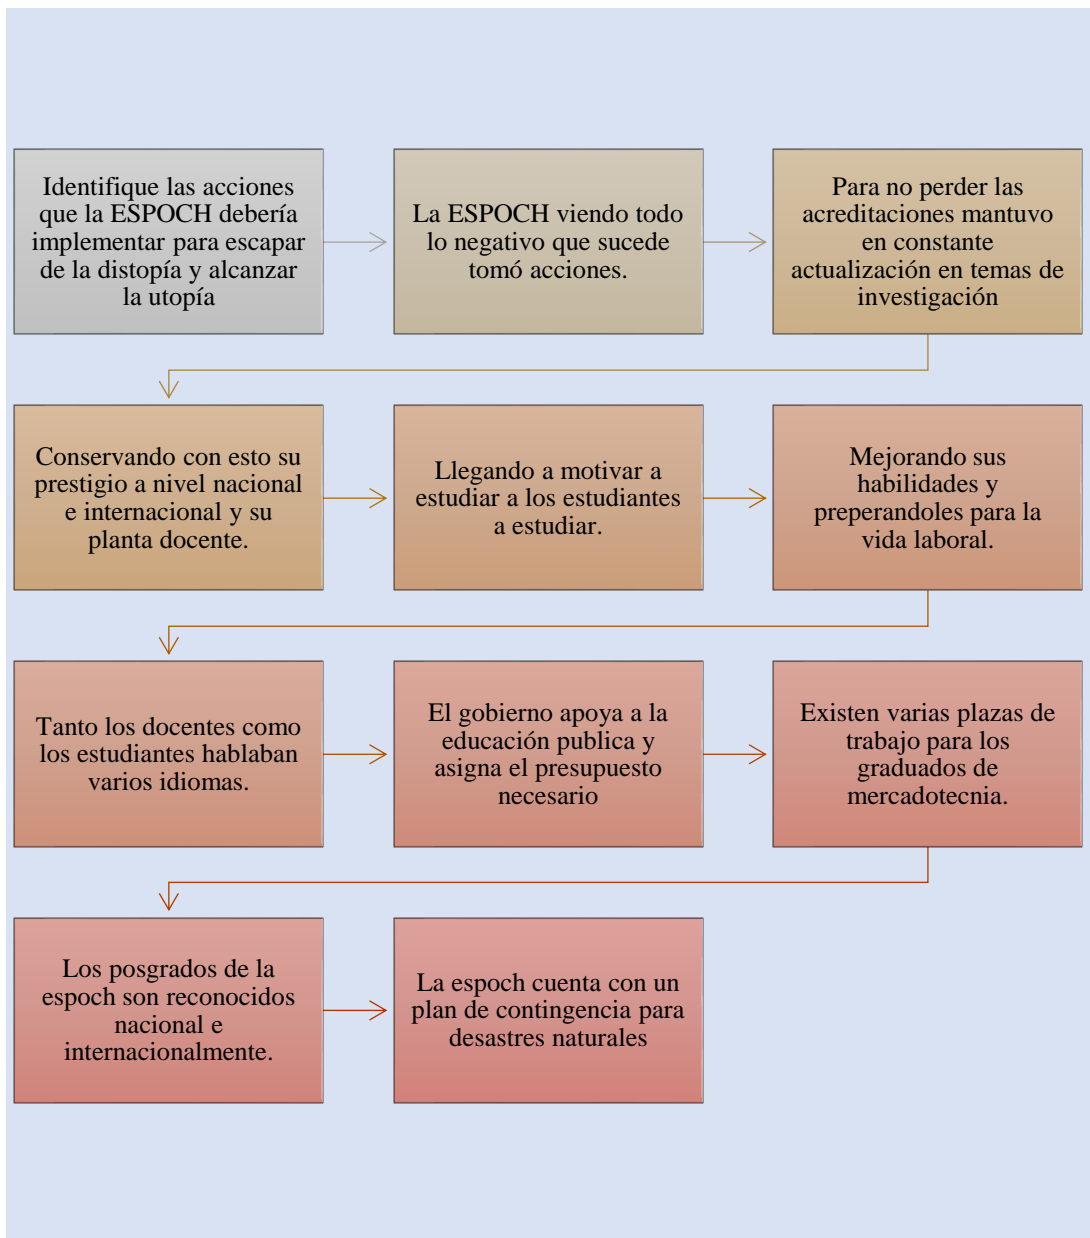 Identifique las acciones
que la ESPOCH debería
implementar para escapar
de la distopía y alcanzar
la utopía
La ESPOCH viendo todo
lo negativo que sucede
tomó acciones.
Para no perder las
acreditaciones mantuvo
en constante
actualización en temas de
investigación
Conservando con esto su
prestigio a nivel nacional
e internacional y su
planta docente.
Llegando a motivar a
estudiar a los estudiantes
a estudiar.
Mejorando sus
habilidades y
preperandoles para la
vida laboral.
Tanto los docentes como
los estudiantes hablaban
varios idiomas.
El gobierno apoya a la
educación publica y
asigna el presupuesto
necesario
Existen varias plazas de
trabajo para los
graduados de
mercadotecnia.
Los posgrados de la
espoch son reconocidos
nacional e
internacionalmente.
La espoch cuenta con un
plan de contingencia para
desastres naturales